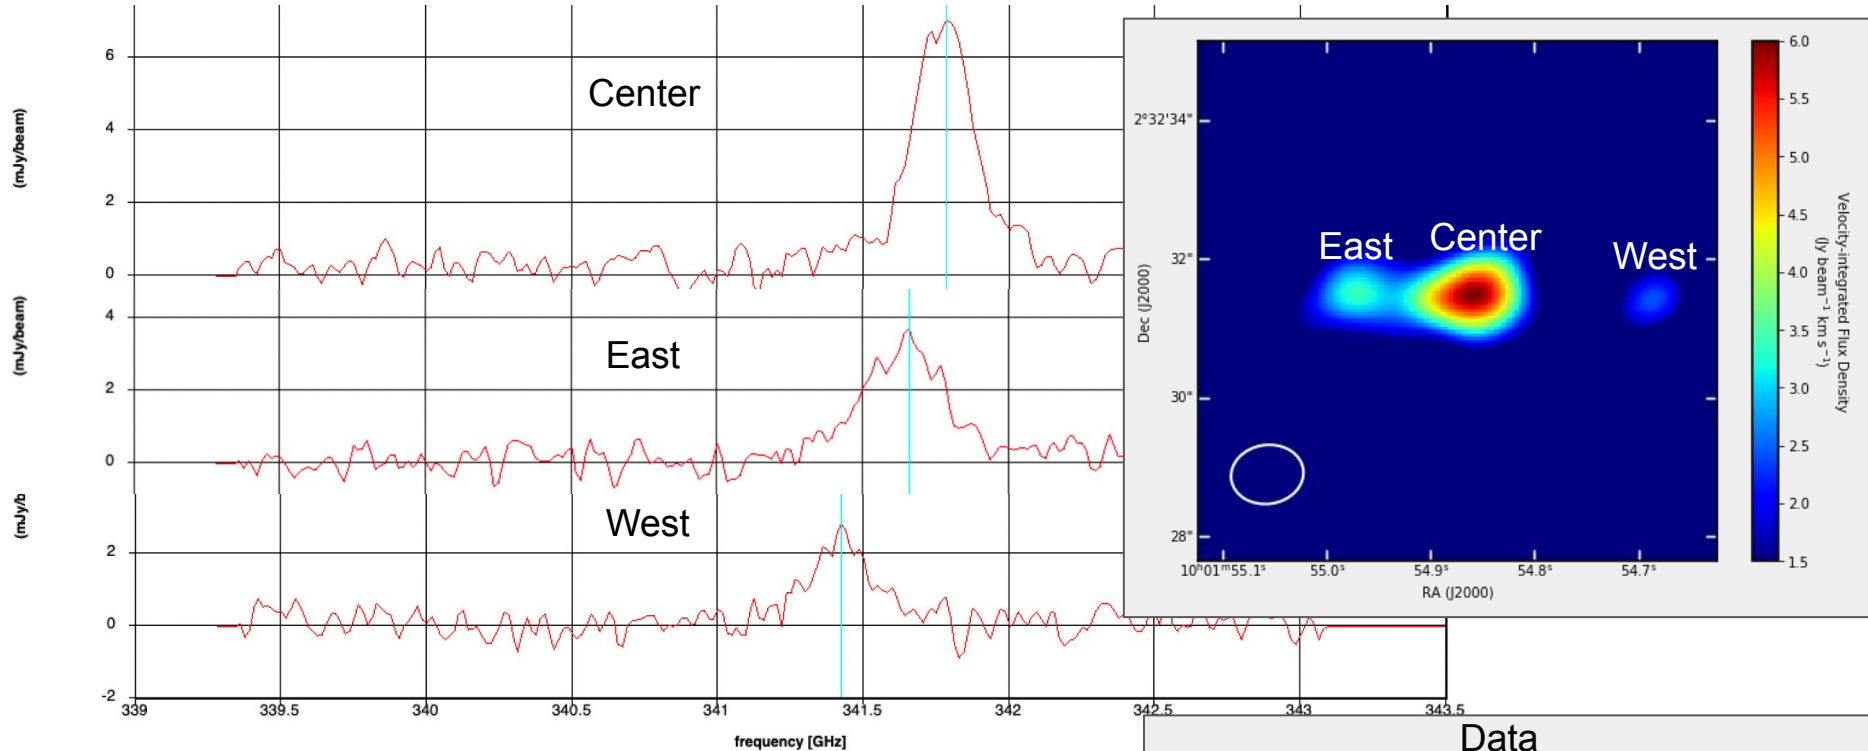 Center
(mJy/beam)
6
4
2
0
East
(mJy/beam)
4
2
0
West
(mJy/b
2
0
-2
339
339.5
340
340.5
341
341.5
342
342.5
343
343.5
frequency [GHz]
East
Center
West
2°32'34"
32"
30"
28"
Dec (J2000)
10ʰ01ᵐ55.1ˢ
55.0ˢ
54.9ˢ
54.8ˢ
54.7ˢ
RA (J2000)
6.0
5.5
5.0
4.5
4.0
3.5
3.0
2.5
2.0
1.5
Velocity-integrated Flux Density
(Jy beam⁻¹ km s⁻¹)
Data